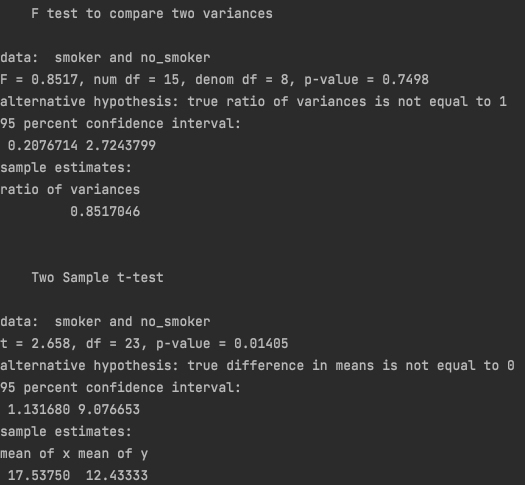 F test to compare two variances
data:  smoker and no_smoker
F = 0.8517, num df = 15, denom df = 8, p-value = 0.7498
alternative hypothesis: true ratio of variances is not equal to 1
95 percent confidence interval:
0.2076714 2.7243799
sample estimates:
ratio of variances
0.8517046
Two Sample t-test
data:  smoker and no_smoker
t = 2.658, df = 23, p-value = 0.01405
alternative hypothesis: true difference in means is not equal to 0
95 percent confidence interval:
1.131680 9.076653
sample estimates:
mean of x mean of y
17.53750  12.43333